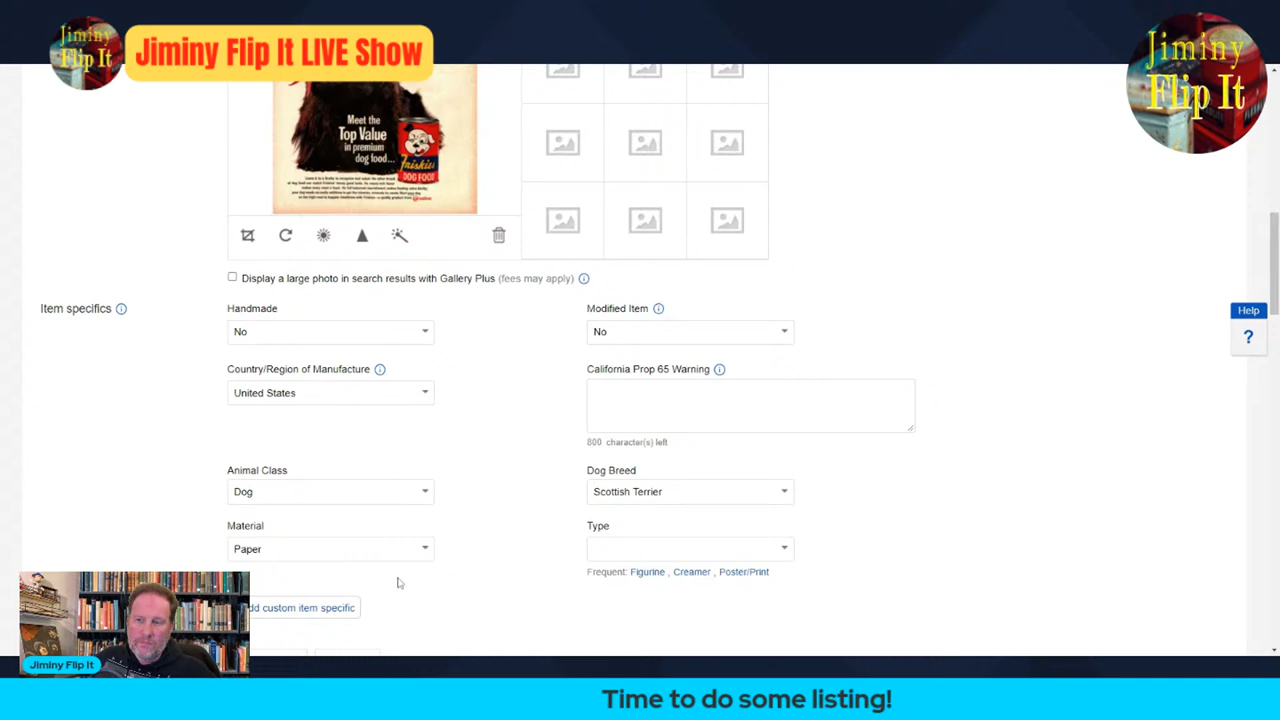 Jiminy
Flip It
Jiminy Flip It LIVE Show
Jiminy
Flip It
Meet the
Top Value
in premium
dog food...
Friskies
DOG FOOD
Display a large photo in search results with Gallery Plus (fees may apply)
Item specifics
Handmade
Modified Item
No
No
Help
?
Country/Region of Manufacture
California Prop 65 Warning
United States
800 character(s) left
Animal Class
Dog Breed
Dog
Scottish Terrier
Material
Type
Paper
Frequent: Figurine , Creamer , Poster/Print
dd custom item specific
Jiminy Flip It
Time to do some listing!